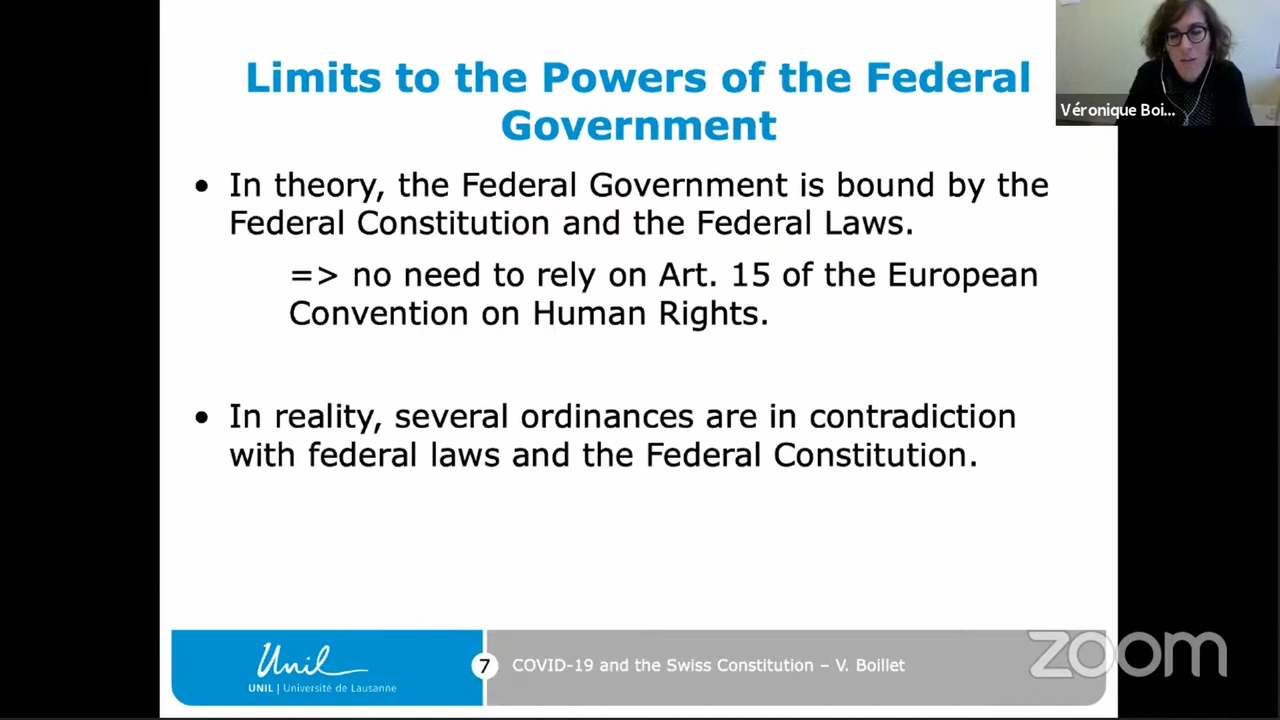 Limits to the Powers of the Federal
Government
• In theory, the Federal Government is bound by the
Federal Constitution and the Federal Laws.
=> no need to rely on Art. 15 of the European
Convention on Human Rights.
• In reality, several ordinances are in contradiction
with federal laws and the Federal Constitution.
Véronique Boi...
Unil
UNIL | Université de Lausanne
7
COVID-19 and the Swiss Constitution – V. Boillet
zoom